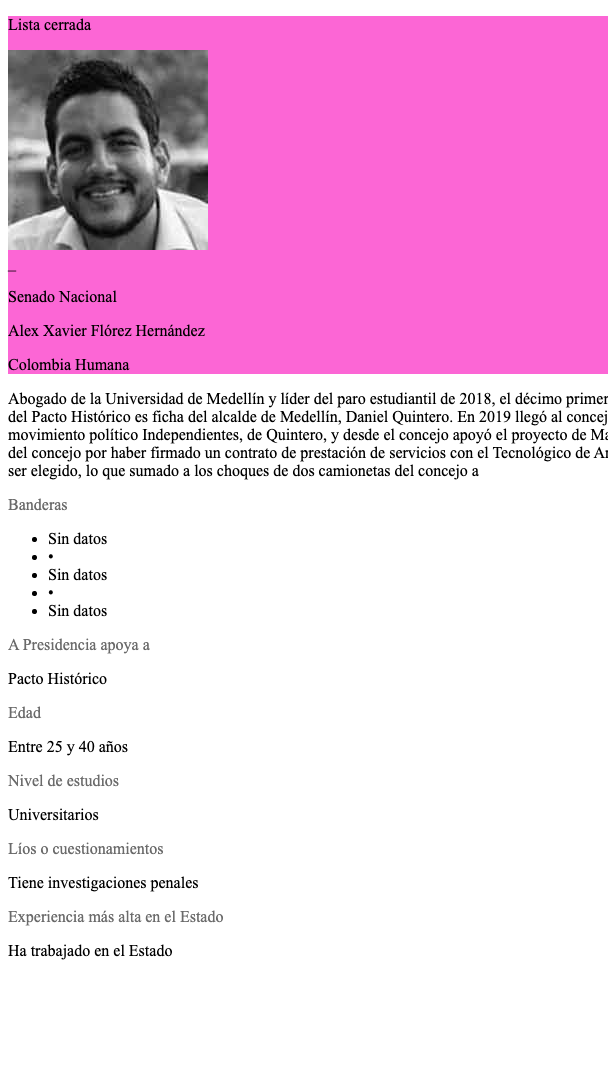 Lista cerrada
_
Senado Nacional
Alex Xavier Flórez Hernández
Colombia Humana
Abogado de la Universidad de Medellín y líder del paro estudiantil de 2018, el décimo primer
del Pacto Histórico es ficha del alcalde de Medellín, Daniel Quintero. En 2019 llegó al concej
movimiento político Independientes, de Quintero, y desde el concejo apoyó el proyecto de
del concejo por haber firmado un contrato de prestación de servicios con el Tecnológico de
ser elegido, lo que sumado a los choques de dos camionetas del concejo a
Banderas
• Sin datos
• •
• Sin datos
• •
• Sin datos
A Presidencia apoya a
Pacto Histórico
Edad
Entre 25 y 40 años
Nivel de estudios
Universitarios
Líos o cuestionamientos
Tiene investigaciones penales
Experiencia más alta en el Estado
Ha trabajado en el Estado